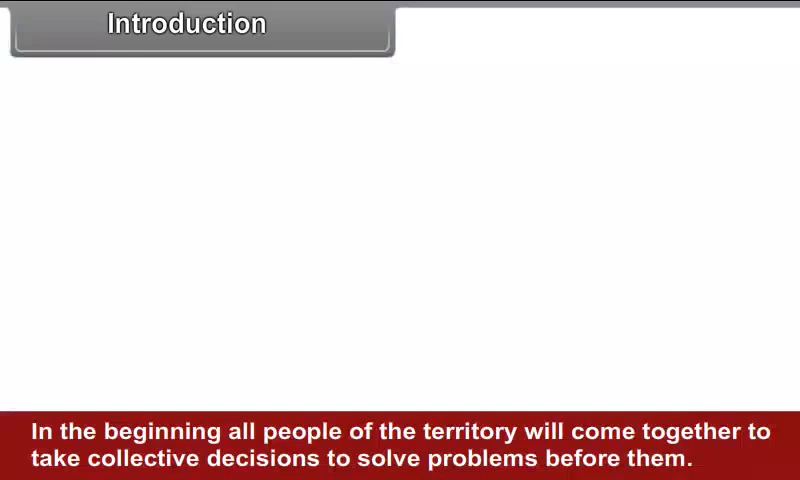 Introduction
In the beginning all people of the territory will come together to
take collective decisions to solve problems before them.